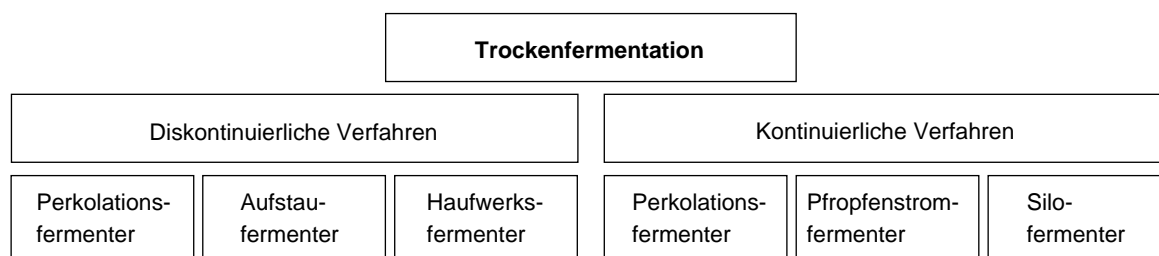 Trockenfermentation
Diskontinuierliche Verfahren
Kontinuierliche Verfahren
Perkolations-
fermenter
Aufstau-
fermenter
Haufwerks-
fermenter
Perkolations-
fermenter
Pfropfenstrom-
fermenter
Silo-
fermenter